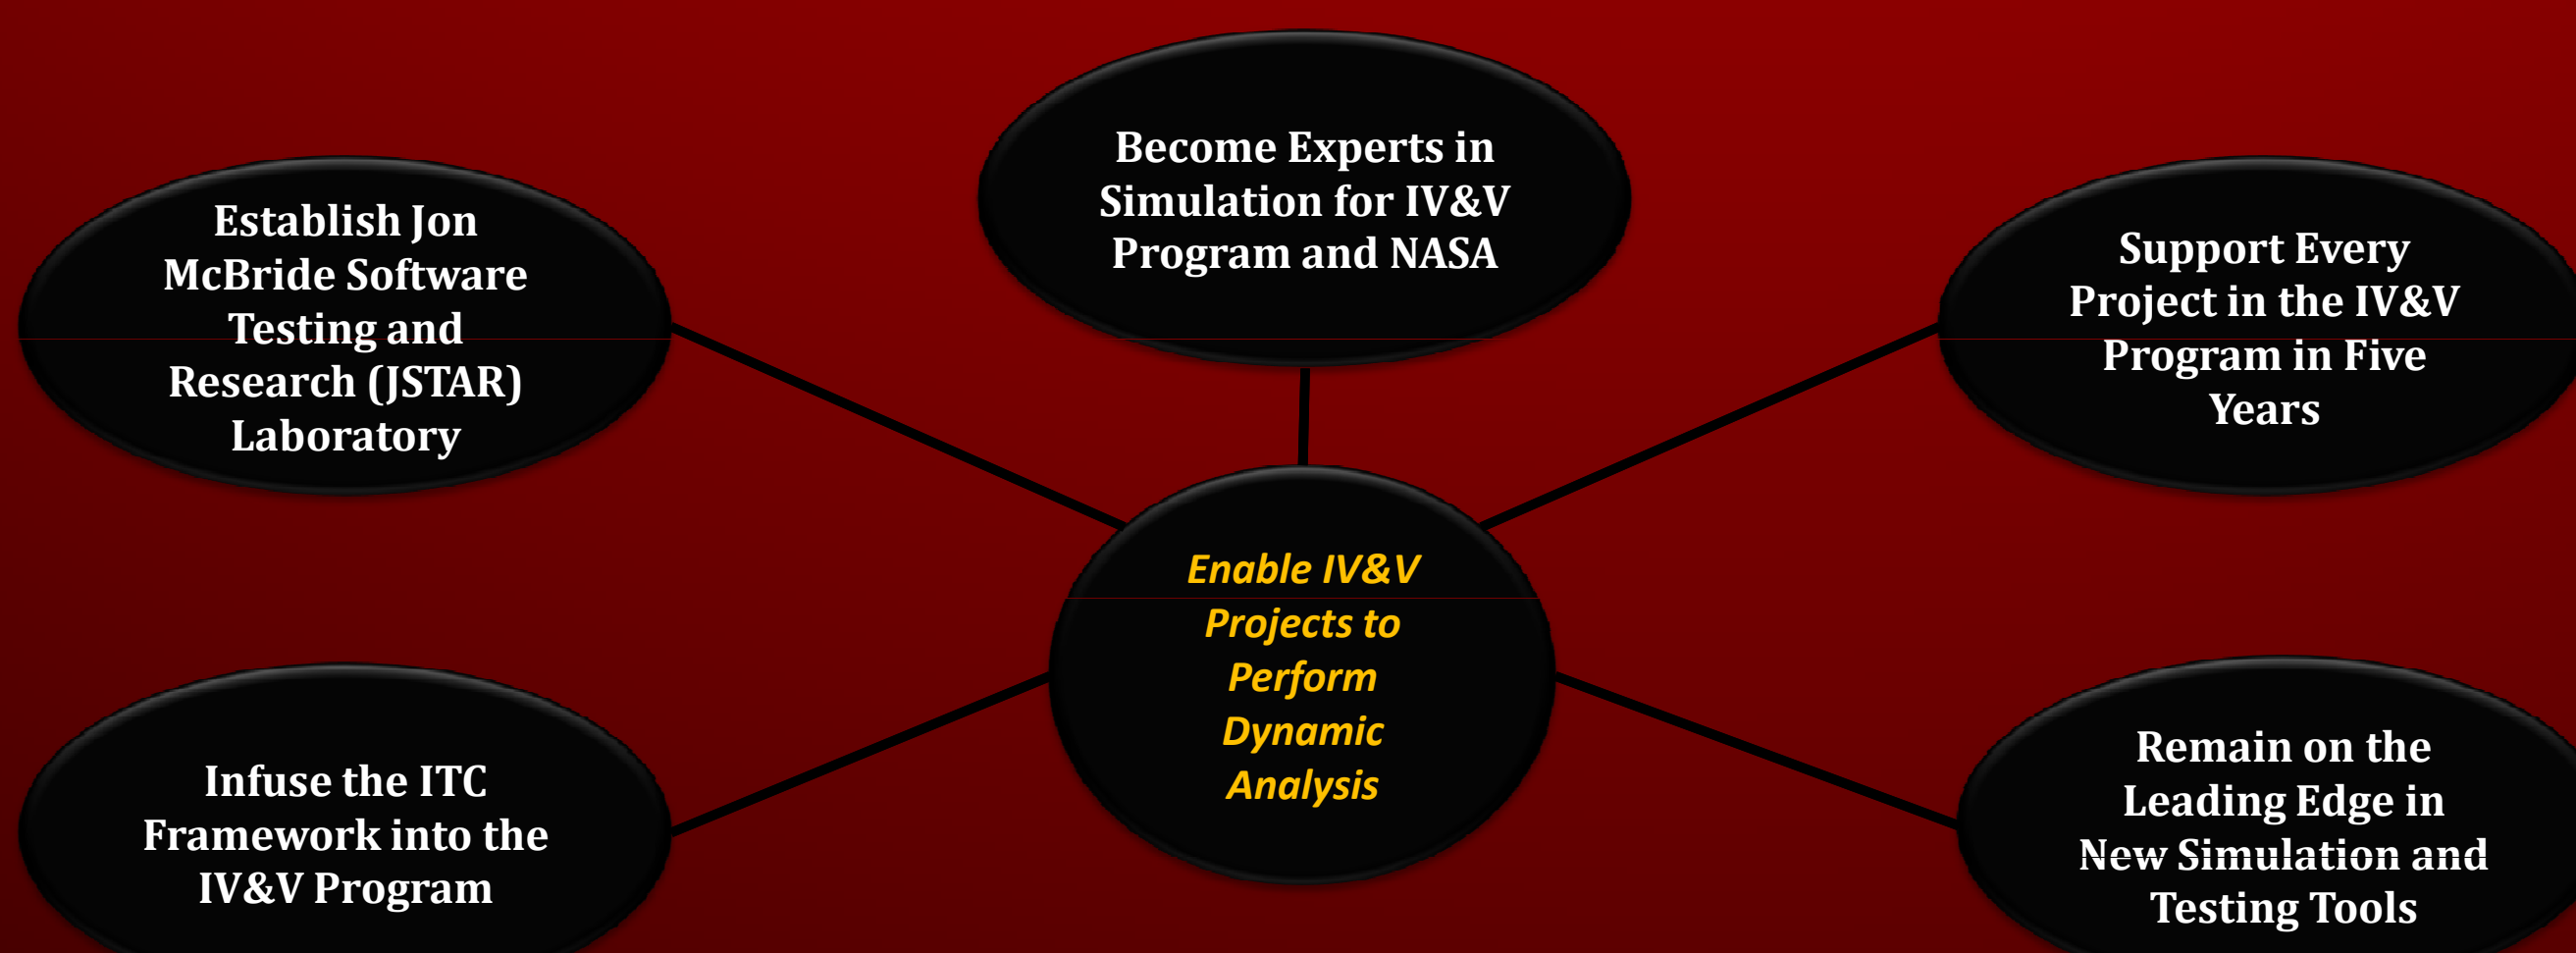 Become Experts in
Simulation for IV&V
Program and NASA
Establish Jon
McBride Software
Testing and
Research (JSTAR)
Laboratory
Support Every
Project in the IV&V
Program in Five
Years
Enable IV&V
Projects to
Perform
Dynamic
Analysis
Infuse the ITC
Framework into the
IV&V Program
Remain on the
Leading Edge in
New Simulation and
Testing Tools